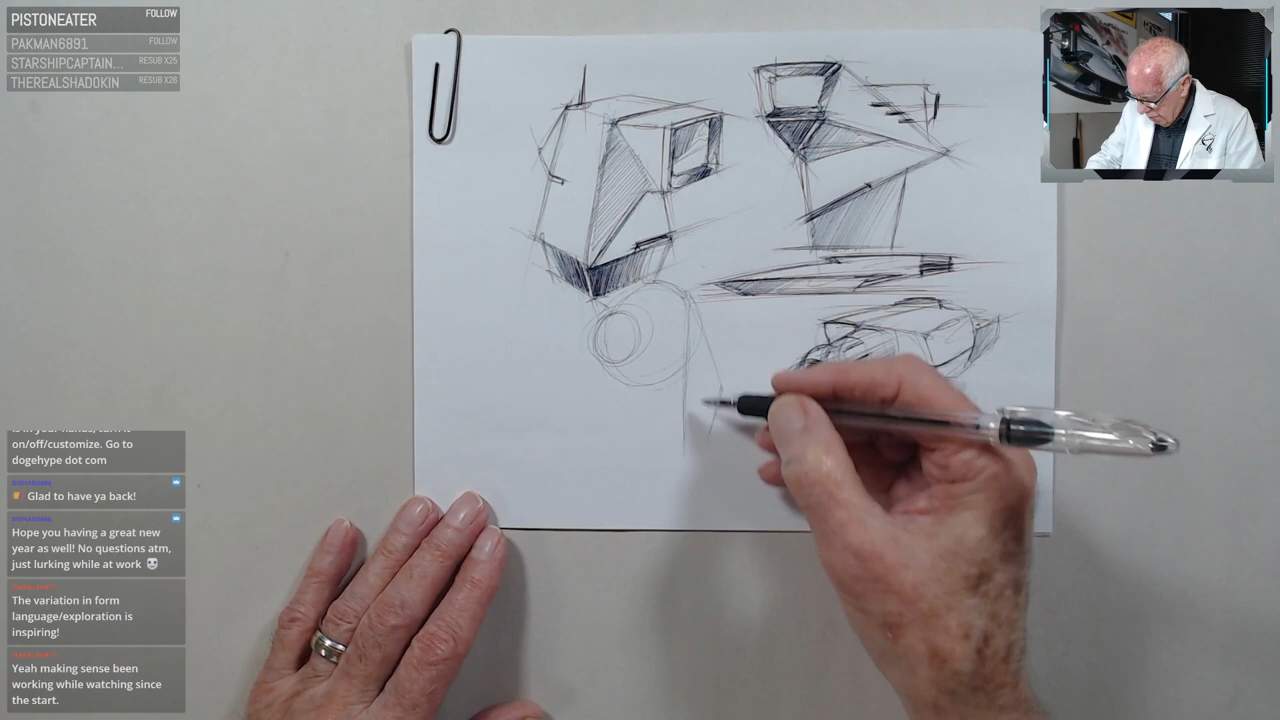 PISTONEATER FOLLOW
PAKMAN6891 FOLLOW
STARSHIPCAPTAIN... RESUB X25
THEREALSHADOKIN RESUB X26
on/off/customize. Go to
dogehype dot com
Glad to have ya back!
Hope you having a great new
year as well! No questions atm,
just lurking while at work
The variation in form
language/exploration is
inspiring!
Yeah making sense been
working while watching since
the start.